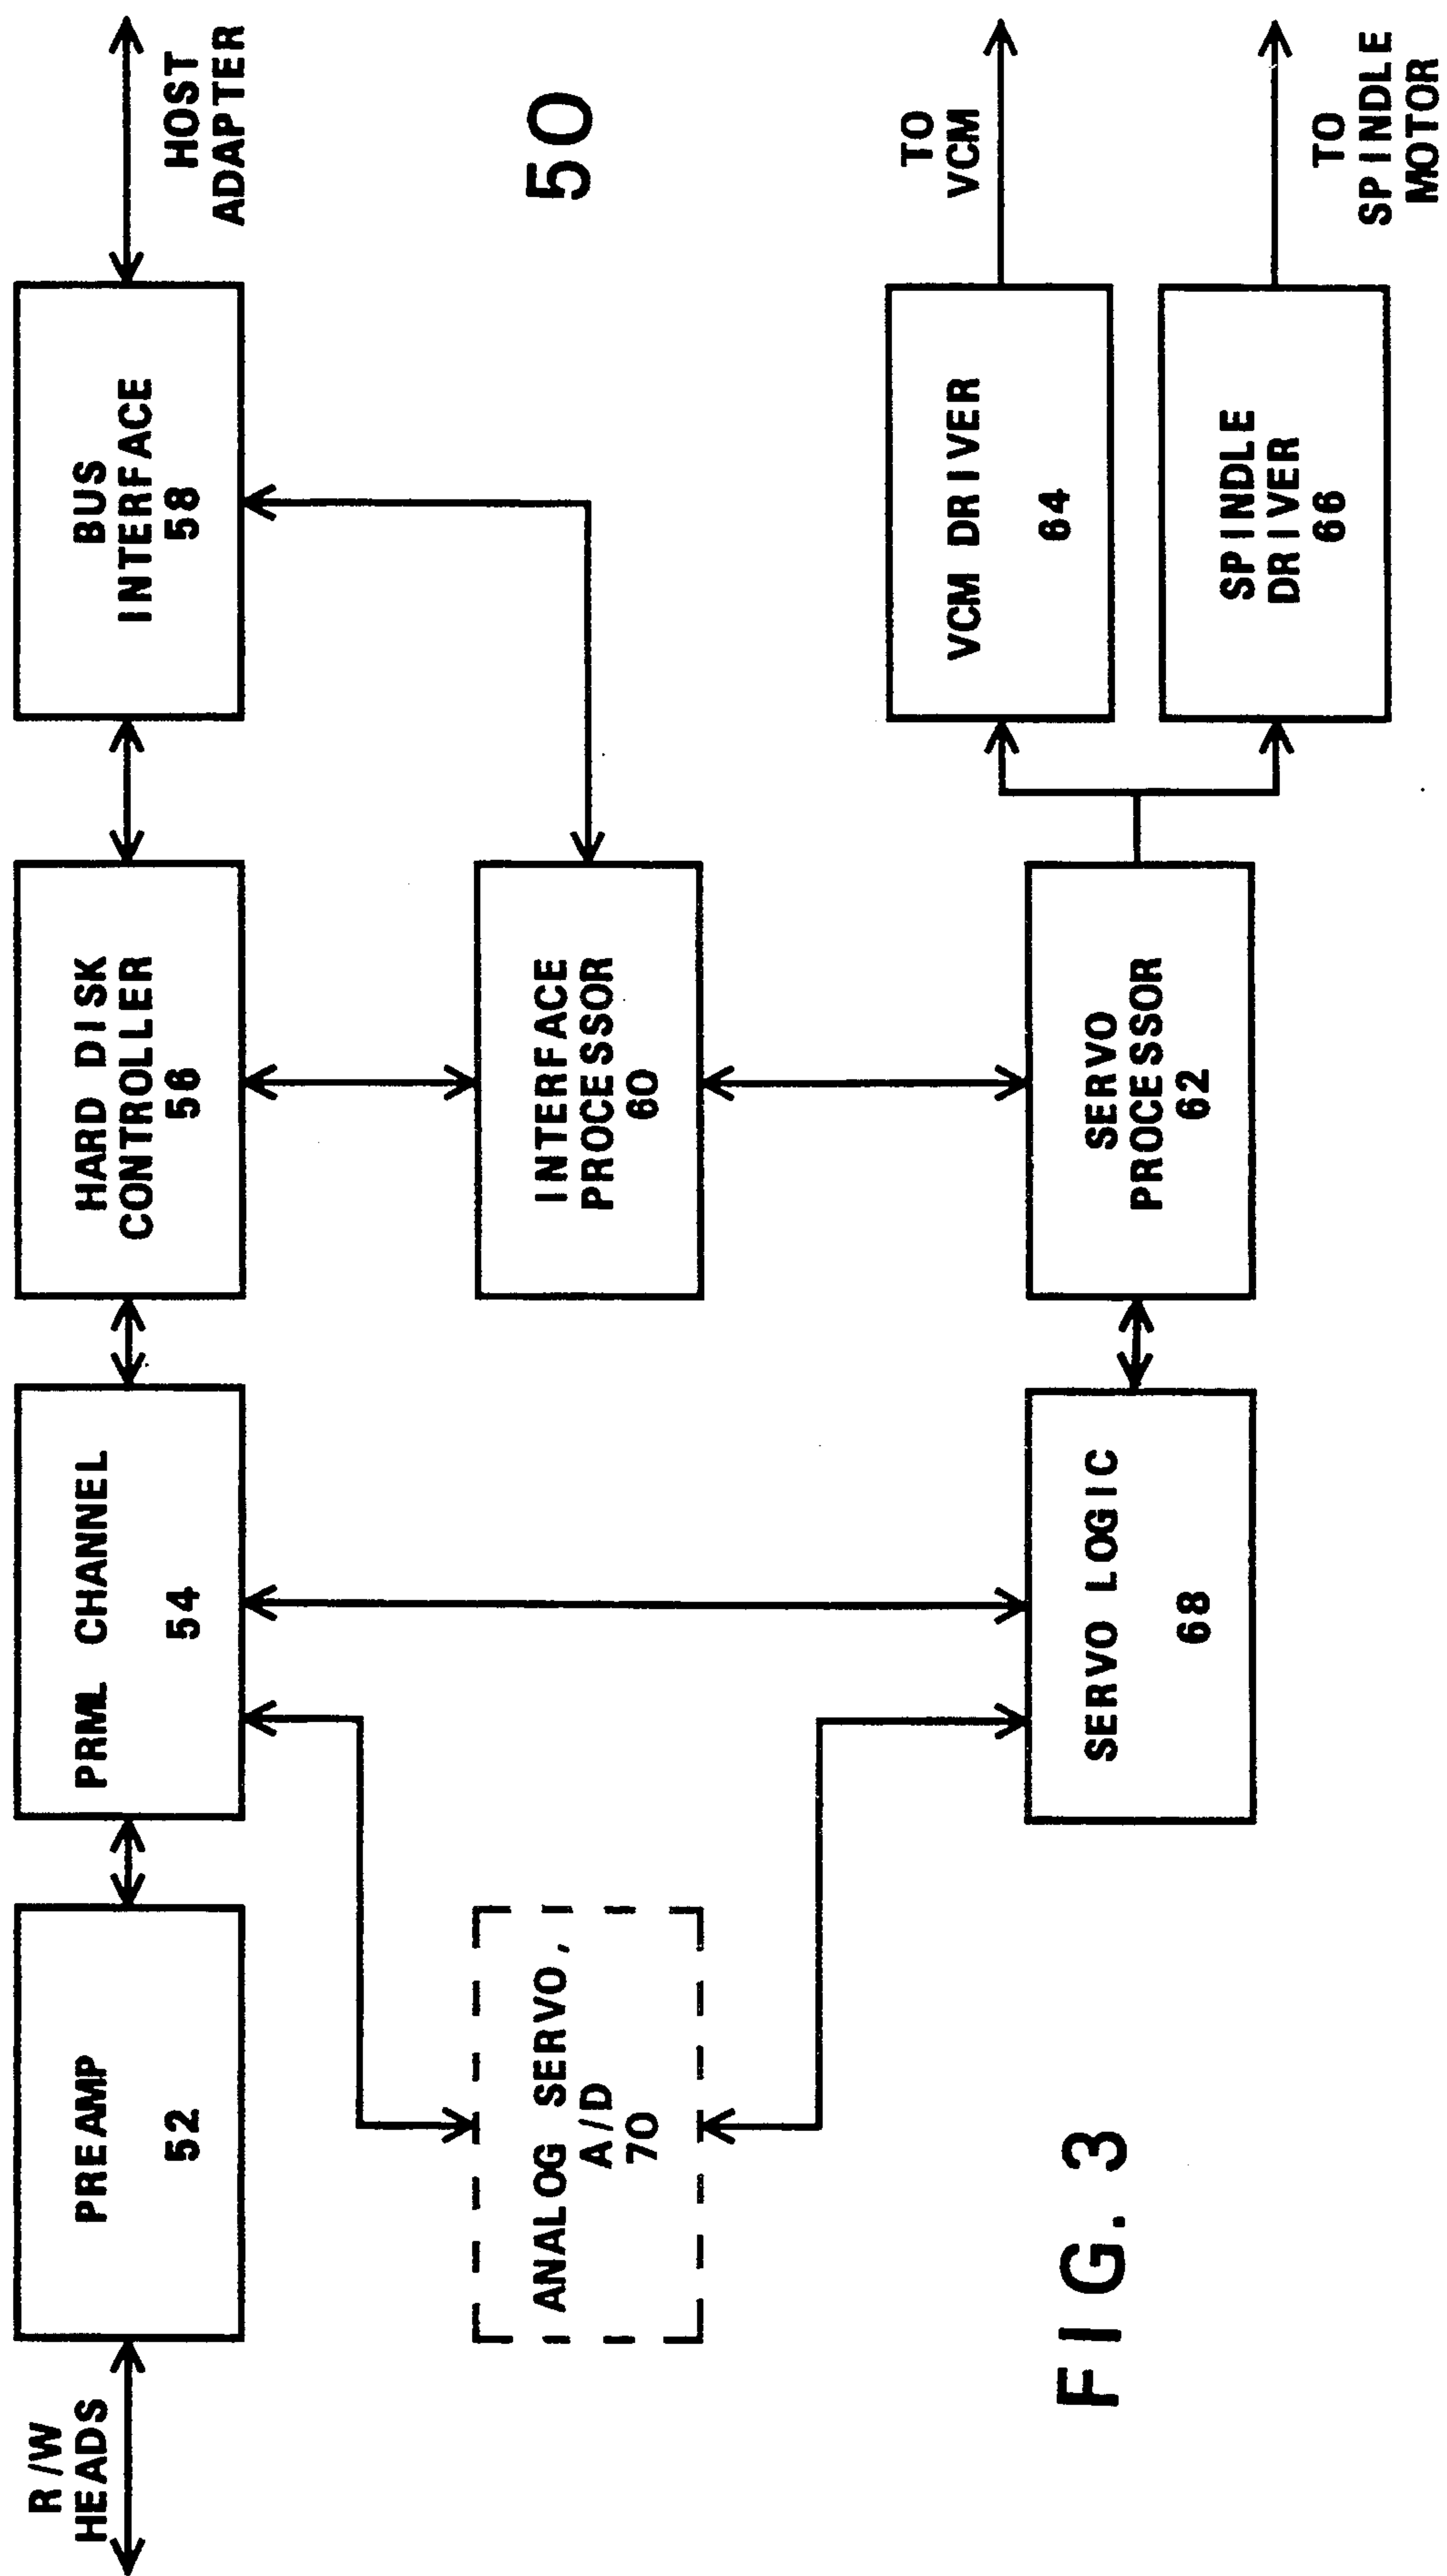 R/W
HEADS
PREAMP
52
PRML CHANNEL
54
HARD DISK
CONTROLLER
56
BUS
INTERFACE
58
HOST
ADAPTER
ANALOG SERVO,
A/D
70
INTERFACE
PROCESSOR
60
50
SERVO LOGIC
68
SERVO
PROCESSOR
62
VCM DRIVER
64
TO
VCM
SPINDLE
DRIVER
66
TO
SPINDLE
MOTOR
FIG. 3